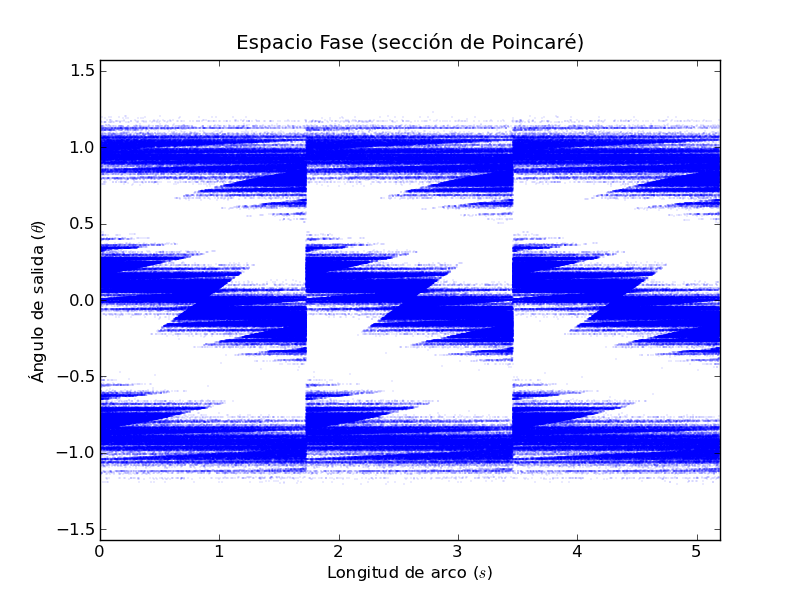 Espacio Fase (sección de Poincaré)
1.5
1.0
0.5
0.0
−0.5
−1.0
−1.5
Ángulo de salida (θ)
0 1 2 3 4 5
Longitud de arco (s)